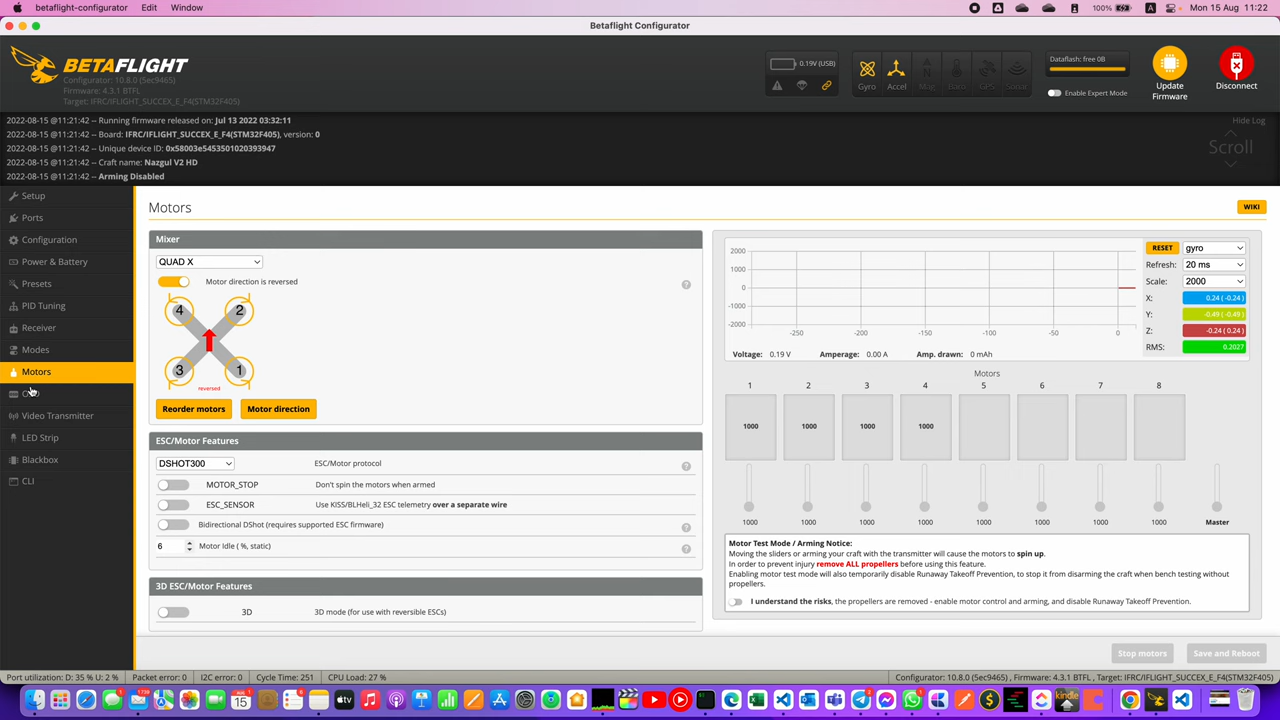 betaflight-configurator Edit Window
100% A Mon 15 Aug 11:22
Betaflight Configurator
BETAFLIGHT
Configurator: 10.8.0 (5ec9465)
Firmware: 4.3.1 BTFL
Target: IFRC/IFLIGHT_SUCCEX_E_F4(STM32F405)
0.19V (USB)
Gyro Accel Mag Baro GPS Sonar
Dataflash: free 0B
Enable Expert Mode
Update Firmware
Disconnect
2022-08-15 @11:21:42 -- Running firmware released on: Jul 13 2022 03:32:11
2022-08-15 @11:21:42 -- Board: IFRC/IFLIGHT_SUCCEX_E_F4(STM32F405), version: 0
2022-08-15 @11:21:42 -- Unique device ID: 0x58003e5453501020393947
2022-08-15 @11:21:42 -- Craft name: Nazgul V2 HD
2022-08-15 @11:21:42 -- Arming Disabled
Hide Log
Scroll
Setup
Ports
Configuration
Power & Battery
Presets
PID Tuning
Receiver
Modes
Motors
Video Transmitter
LED Strip
Blackbox
CLI
Motors
WIKI
Mixer
QUAD X
Motor direction is reversed
4 2
3 1
reversed
Reorder motors Motor direction
ESC/Motor Features
DSHOT300 ESC/Motor protocol
MOTOR_STOP Don't spin the motors when armed
ESC_SENSOR Use KISS/BLHeli_32 ESC telemetry over a separate wire
Bidirectional DShot (requires supported ESC firmware)
6 Motor Idle ( %, static)
3D ESC/Motor Features
3D 3D mode (for use with reversible ESCs)
2000
1000
0
-1000
-2000
-250 -200 -150 -100 -50 0
RESET gyro
Refresh: 20 ms
Scale: 2000
X: 0.24 ( -0.24 )
Y: -0.49 ( -0.49 )
Z: -0.24 ( 0.24 )
RMS: 0.2027
Voltage: 0.19 V Amperage: 0.00 A Amp. drawn: 0 mAh
Motors
1 2 3 4 5 6 7 8
1000 1000 1000 1000
1000 1000 1000 1000 1000 1000 1000 1000 Master
Motor Test Mode / Arming Notice:
Moving the sliders or arming your craft with the transmitter will cause the motors to spin up.
In order to prevent injury remove ALL propellers before using this feature.
Enabling motor test mode will also temporarily disable Runaway Takeoff Prevention, to stop it from disarming the craft when bench testing without
propellers.
I understand the risks, the propellers are removed - enable motor control and arming, and disable Runaway Takeoff Prevention.
Stop motors Save and Reboot
Port utilization: D: 35 % U: 2 % Packet error: 0 I2C error: 0 Cycle Time: 251 CPU Load: 27 %
Configurator: 10.8.0 (5ec9465) , Firmware: 4.3.1 BTFL, Target: IFRC/IFLIGHT_SUCCEX_E_F4(STM32F405)